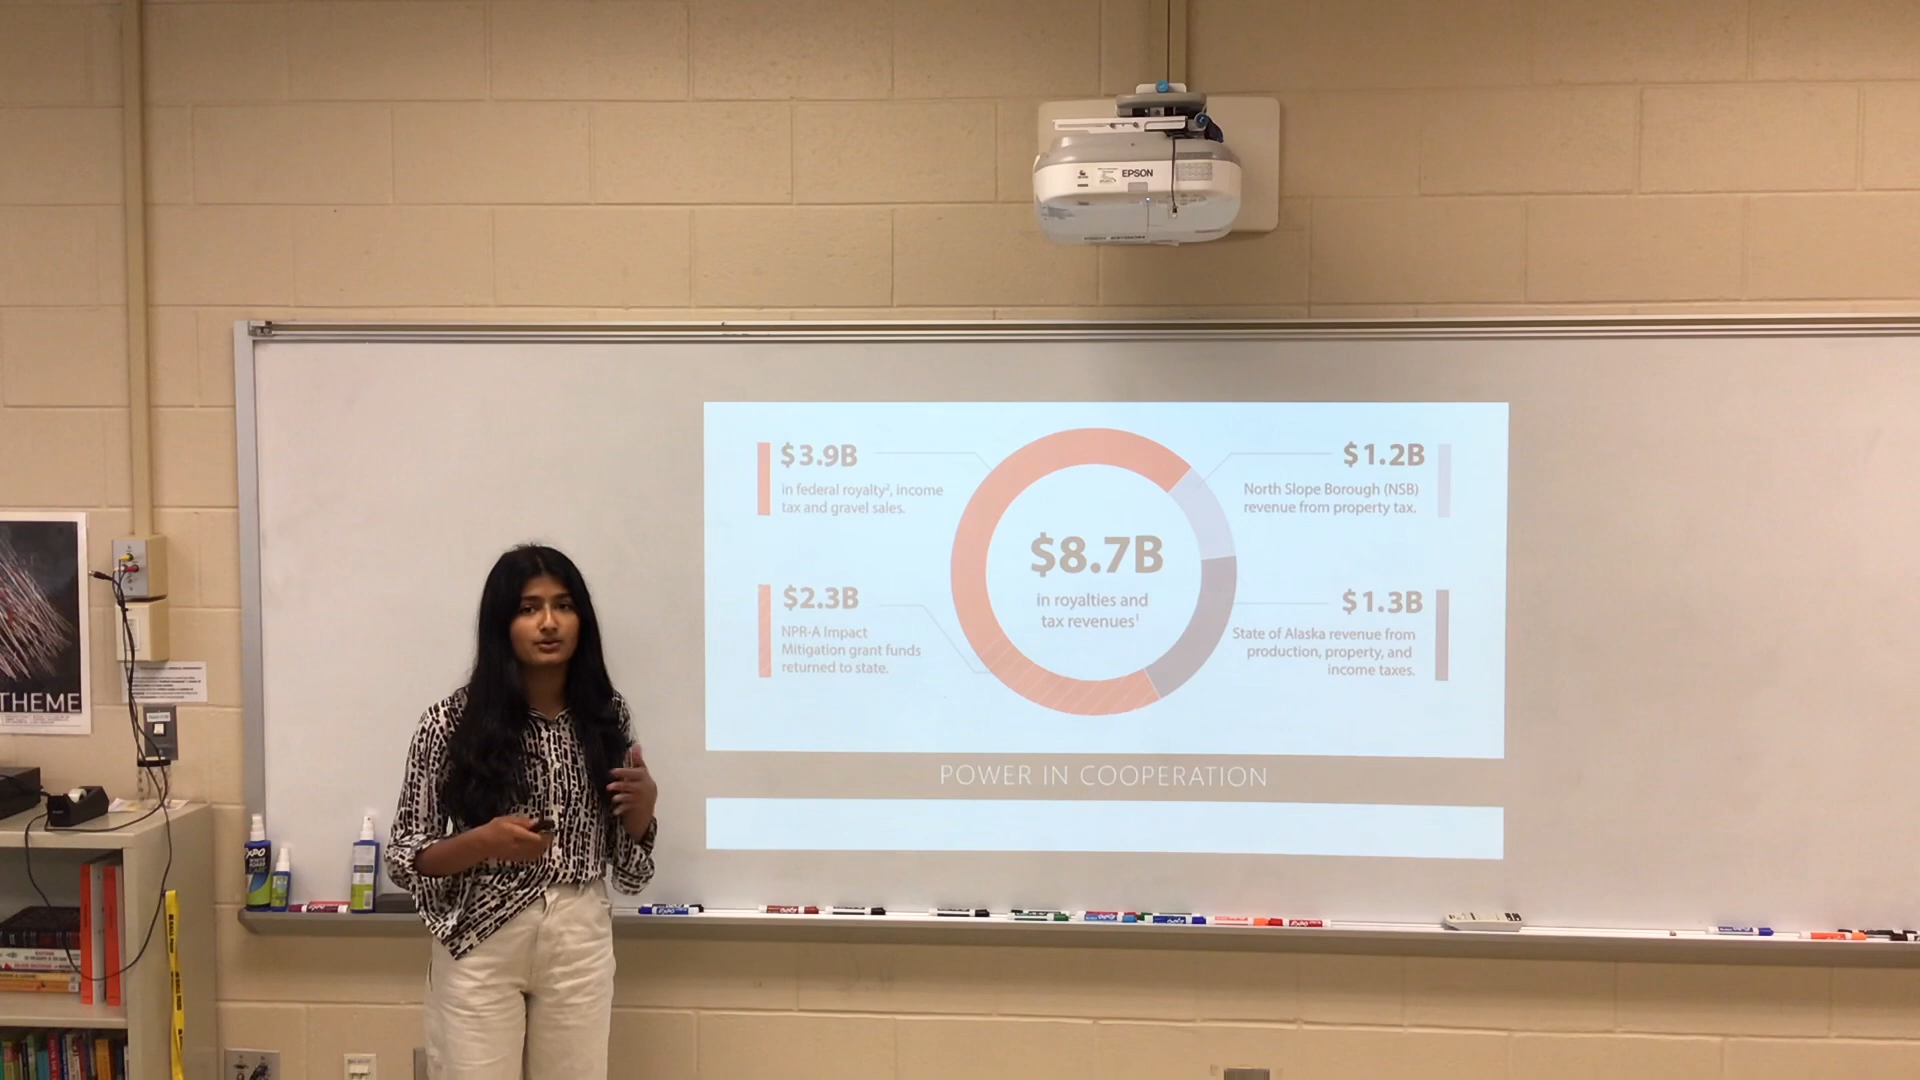 EPSON
$3.9B
in federal royalty², income
tax and gravel sales.
$2.3B
NPR-A Impact
Mitigation grant funds
returned to state.
$8.7B
in royalties and
tax revenues¹
$1.2B
North Slope Borough (NSB)
revenue from property tax.
$1.3B
State of Alaska revenue from
production, property, and
income taxes.
POWER IN COOPERATION
THEME
EXPO